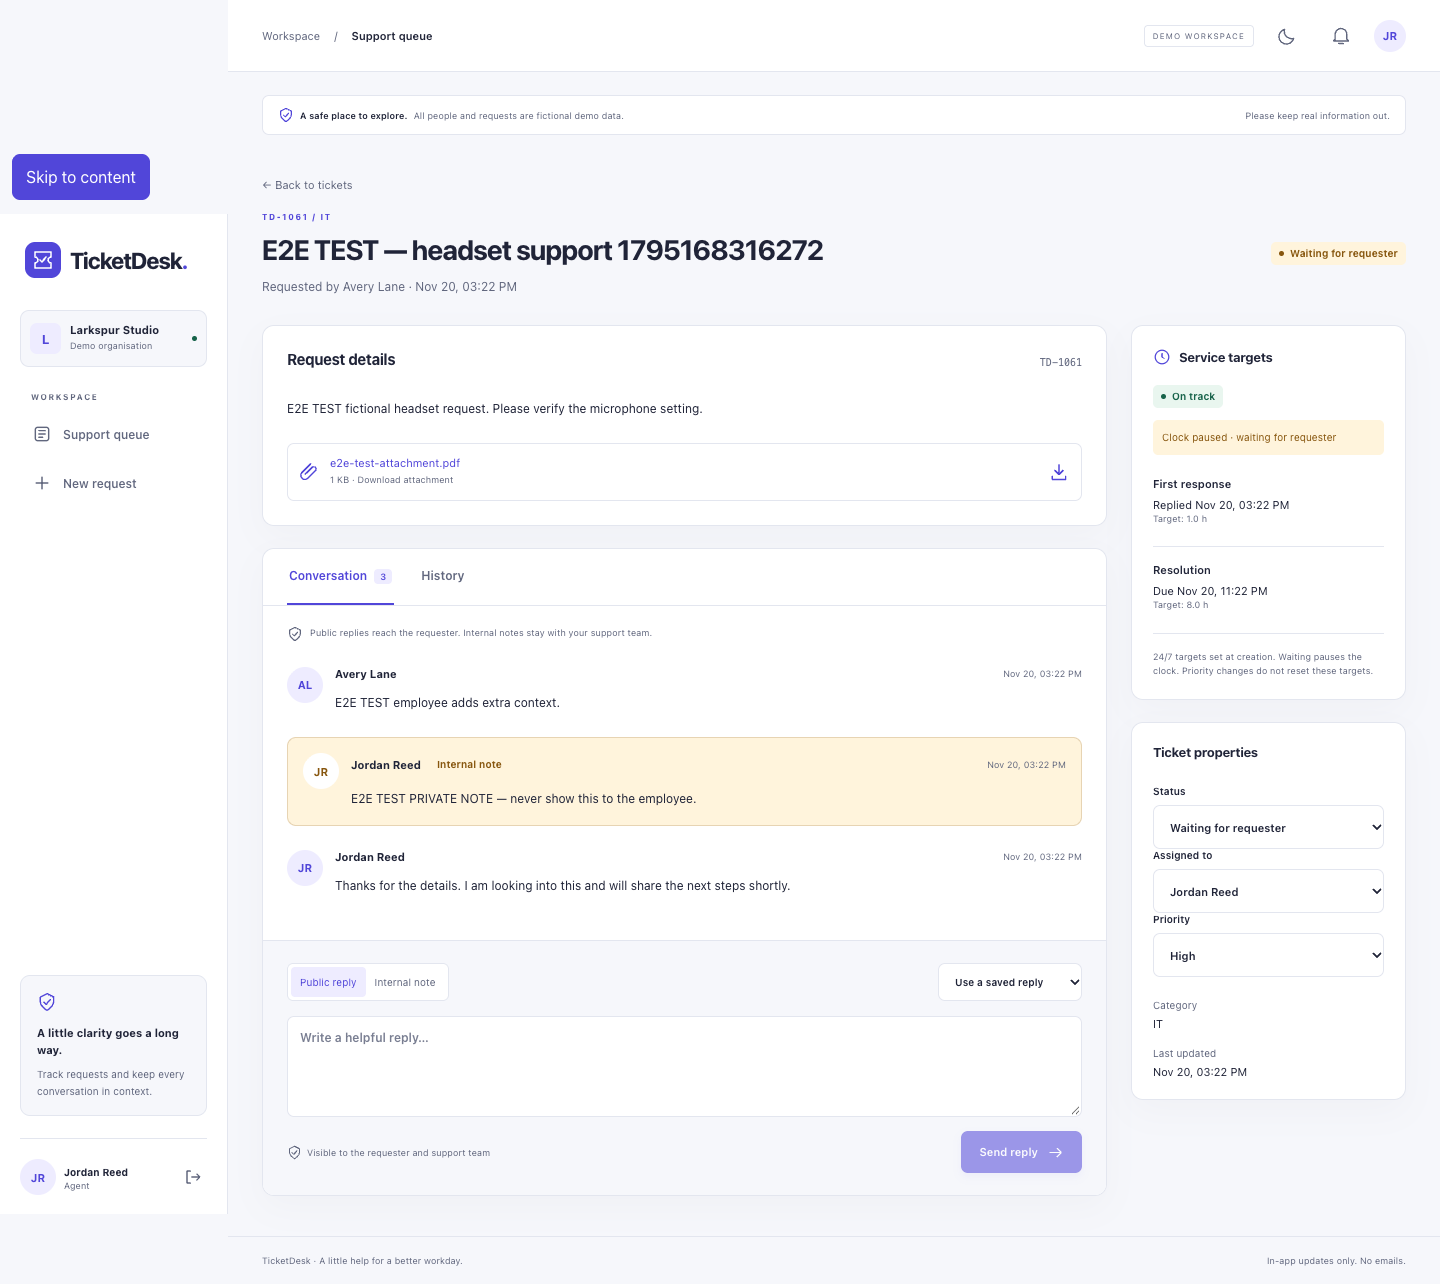 Workspace / Support queue
DEMO WORKSPACE
JR
A safe place to explore. All people and requests are fictional demo data.
Please keep real information out.
Skip to content
TicketDesk.
L
Larkspur Studio
Demo organisation
WORKSPACE
Support queue
New request
A little clarity goes a long
way.
Track requests and keep every
conversation in context.
JR
Jordan Reed
Agent
← Back to tickets
TD-1061 / IT
E2E TEST — headset support 1795168316272
Waiting for requester
Requested by Avery Lane · Nov 20, 03:22 PM
Request details
TD-1061
E2E TEST fictional headset request. Please verify the microphone setting.
e2e-test-attachment.pdf
1 KB · Download attachment
Conversation 3
History
Public replies reach the requester. Internal notes stay with your support team.
AL
Avery Lane
Nov 20, 03:22 PM
E2E TEST employee adds extra context.
JR
Jordan Reed
Internal note
Nov 20, 03:22 PM
E2E TEST PRIVATE NOTE — never show this to the employee.
JR
Jordan Reed
Nov 20, 03:22 PM
Thanks for the details. I am looking into this and will share the next steps shortly.
Public reply
Internal note
Use a saved reply
Write a helpful reply...
Visible to the requester and support team
Send reply
Service targets
On track
Clock paused · waiting for requester
First response
Replied Nov 20, 03:22 PM
Target: 1.0 h
Resolution
Due Nov 20, 11:22 PM
Target: 8.0 h
24/7 targets set at creation. Waiting pauses the
clock. Priority changes do not reset these targets.
Ticket properties
Status
Waiting for requester
Assigned to
Jordan Reed
Priority
High
Category
IT
Last updated
Nov 20, 03:22 PM
TicketDesk · A little help for a better workday.
In-app updates only. No emails.